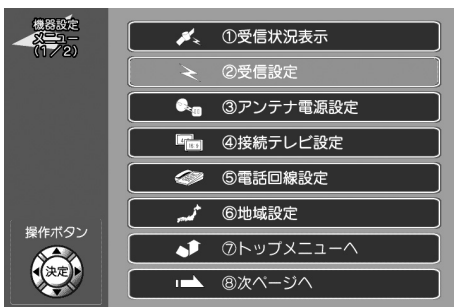 機器設定
メニュー
(1/2)
①受信状況表示
②受信設定
③アンテナ電源設定
④接続テレビ設定
⑤電話回線設定
⑥地域設定
⑦トップメニューへ
⑧次ページへ
操作ボタン
決定